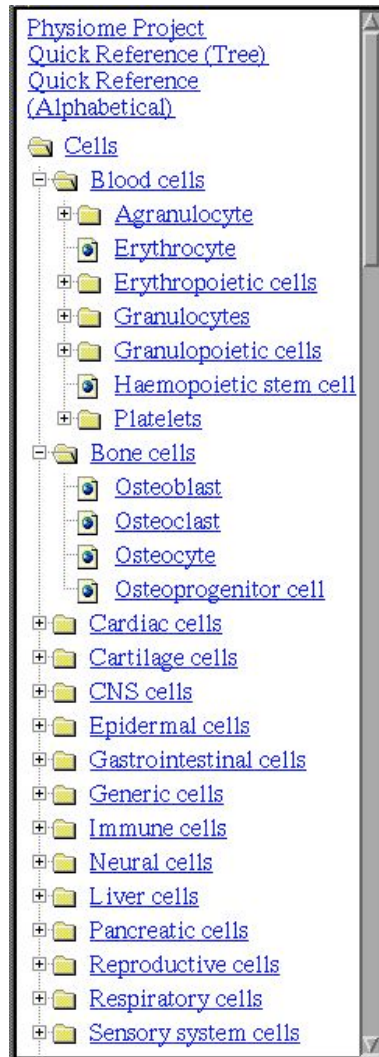 Physiome Project
Quick Reference (Tree)
Quick Reference
(Alphabetical)
Cells
Blood cells
Agranulocyte
Erythrocyte
Erythropoietic cells
Granulocytes
Granulopoietic cells
Haemopoietic stem cell
Platelets
Bone cells
Osteoblast
Osteoclast
Osteocyte
Osteoprogenitor cell
Cardiac cells
Cartilage cells
CNS cells
Epidermal cells
Gastrointestinal cells
Generic cells
Immune cells
Neural cells
Liver cells
Pancreatic cells
Reproductive cells
Respiratory cells
Sensory system cells